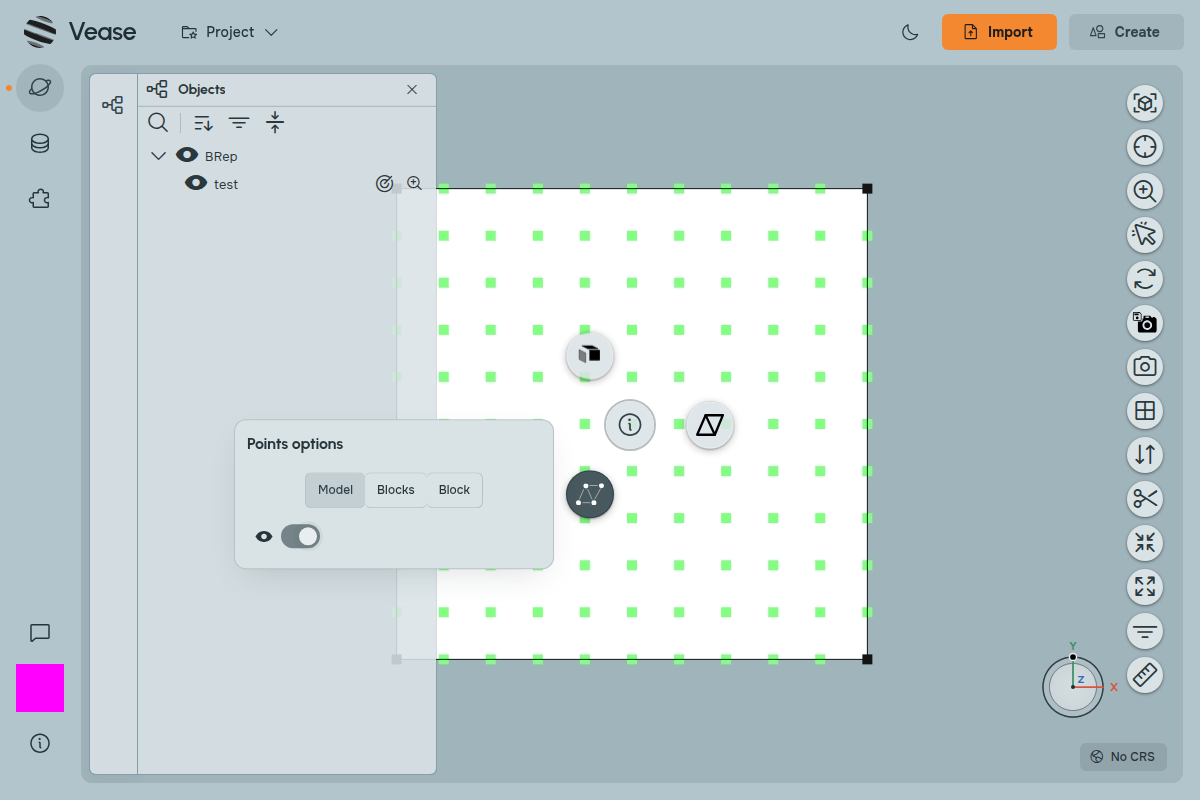 Vease
Project
Import
Create
Objects
BRep
test
Points options
Model
Blocks
Block
Y
Z
X
No CRS